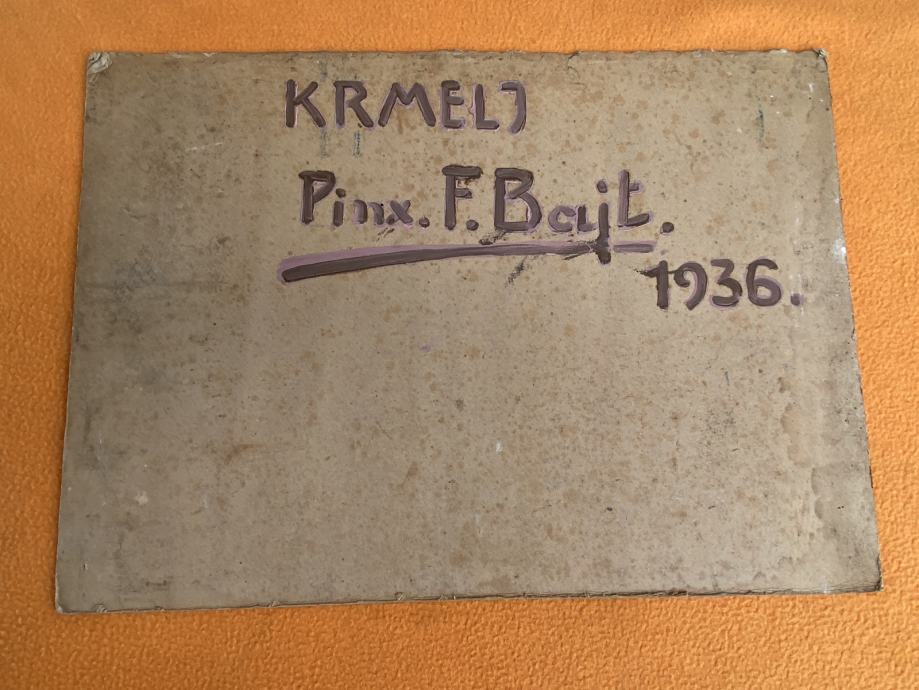 KRMELJ
Pinx. F. Bajt.
1936.